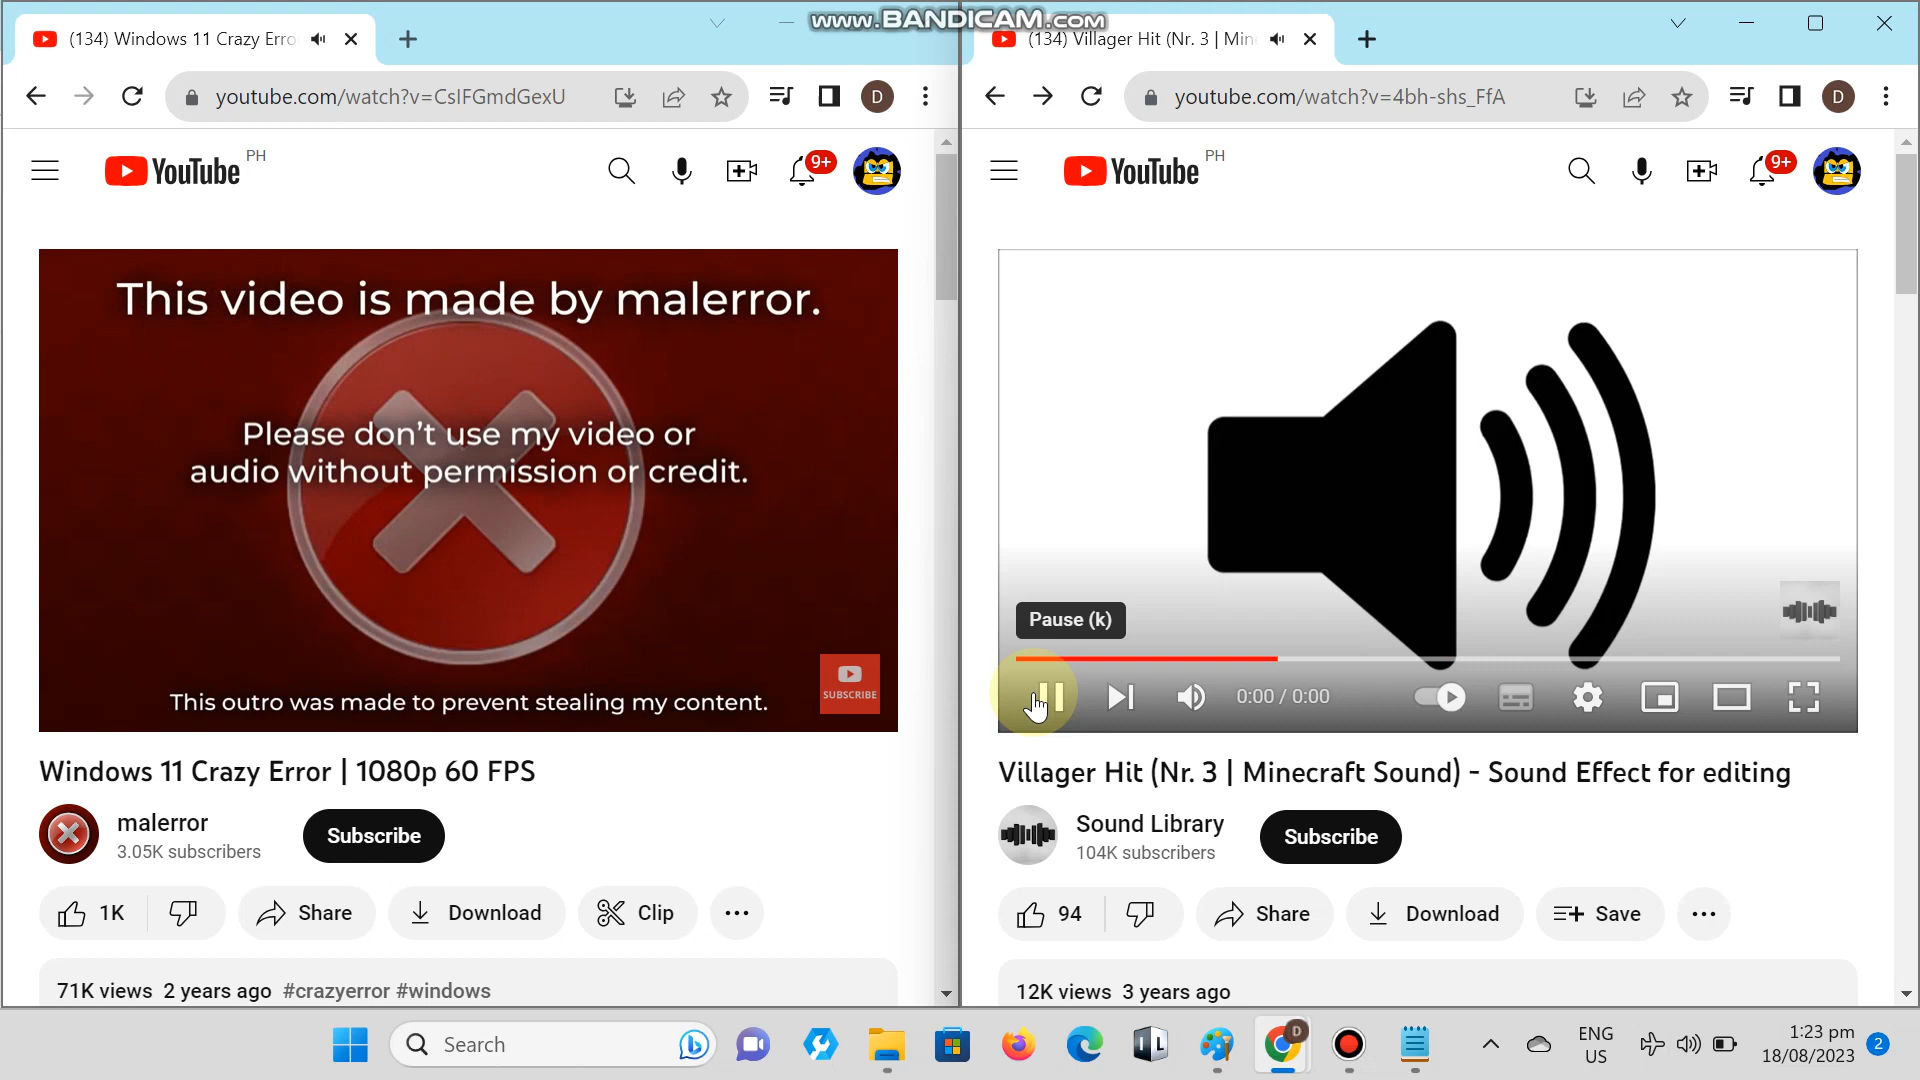 www.BANDICAM.com
(134) Windows 11 Crazy Erro
youtube.com/watch?v=CsIFGmdGexU
D
YouTube PH
9+
This video is made by malerror.
Please don't use my video or
audio without permission or credit.
SUBSCRIBE
This outro was made to prevent stealing my content.
Windows 11 Crazy Error | 1080p 60 FPS
malerror
3.05K subscribers
Subscribe
1K
Share
Download
Clip
71K views 2 years ago #crazyerror #windows
(134) Villager Hit (Nr. 3 | Min
youtube.com/watch?v=4bh-shs_FfA
D
YouTube PH
9+
Pause (k)
0:00 / 0:00
Villager Hit (Nr. 3 | Minecraft Sound) - Sound Effect for editing
Sound Library
104K subscribers
Subscribe
94
Share
Download
Save
12K views 3 years ago
Search
I L
D
ENG
US
1:23 pm
18/08/2023
2